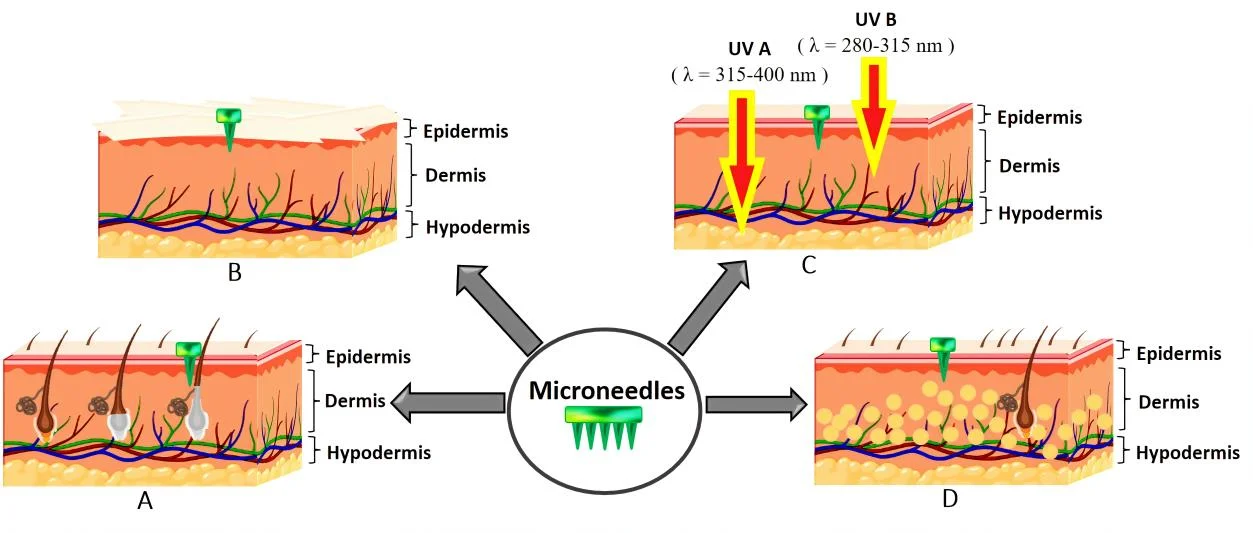 UV B
( λ = 280-315 nm )
UV A
( λ = 315-400 nm )
Epidermis
Dermis
Hypodermis
B
Epidermis
Dermis
Hypodermis
C
Microneedles
Epidermis
Dermis
Hypodermis
A
Epidermis
Dermis
Hypodermis
D